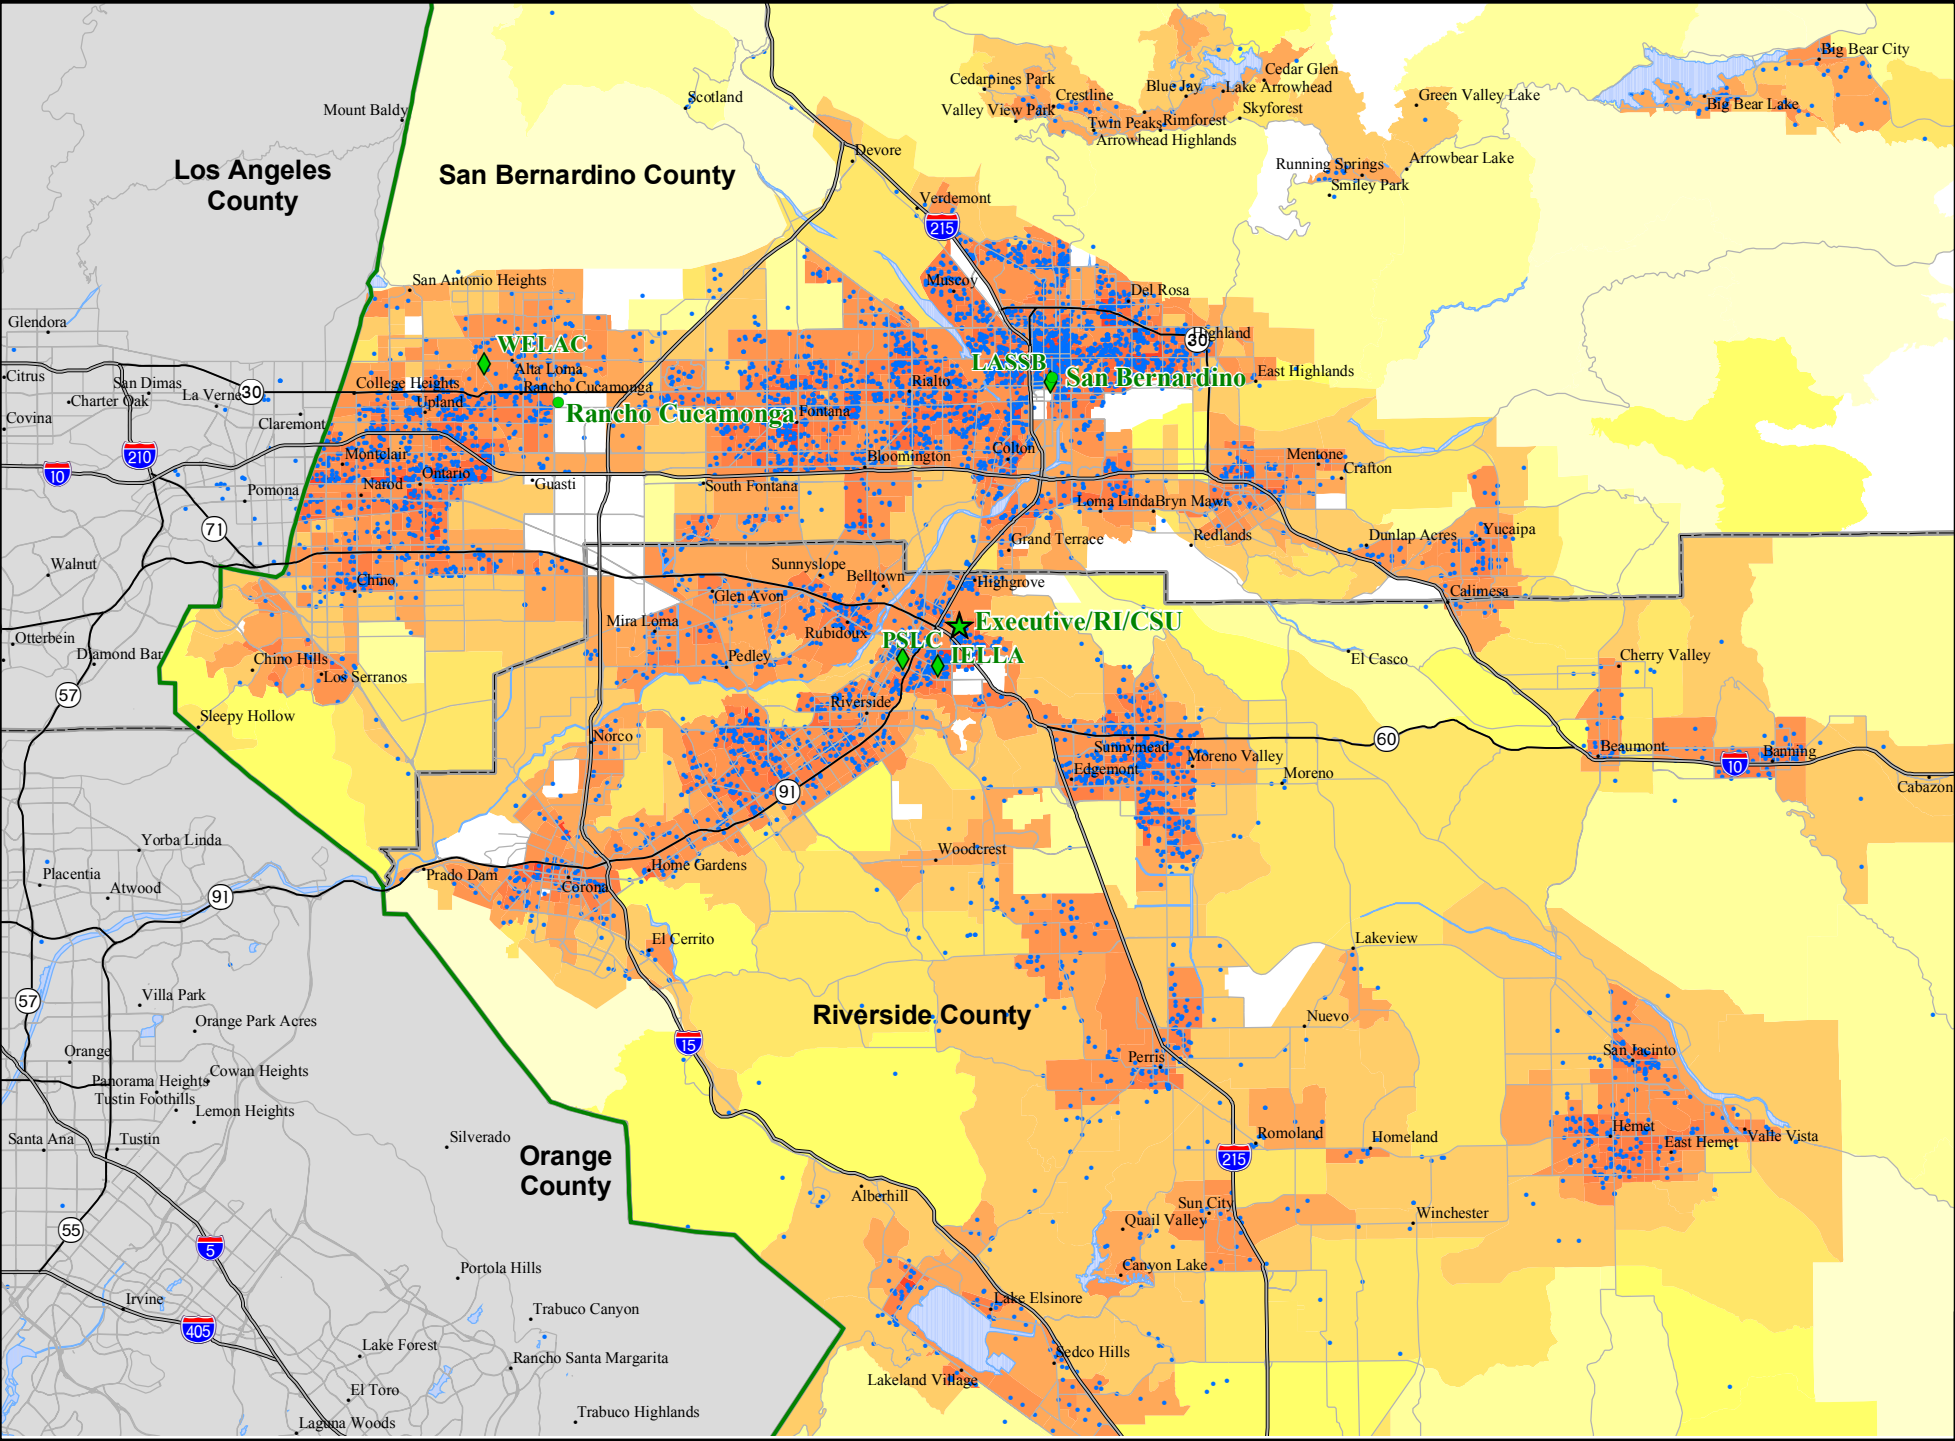 Big Bear City
Cedar Glen
Cedarpines Park
Blue Jay
Lake Arrowhead
Crestline
Scotland
Green Valley Lake
Big Bear Lake
Mount Baldy
Valley View Park
Skyforest
Twin Peaks
Rimforest
Arrowhead Highlands
Devore
Los Angeles
County
San Bernardino County
Running Springs
Arrowbear Lake
Smiley Park
Verdemont
215
San Antonio Heights
Muscoy
Del Rosa
Glendora
Highland
30
WELAC
LASSB
San Bernardino
East Highlands
Alta Loma
Citrus
San Dimas
La Verne
30
College Heights
Rancho Cucamonga
Rialto
Charter Oak
Upland
Rancho Cucamonga
Fontana
Covina
Claremont
Colton
210
Montclair
Bloomington
Mentone
10
Ontario
Crafton
Pomona
Narod
Guasti
South Fontana
Loma Linda
Bryn Mawr
71
Grand Terrace
Redlands
Dunlap Acres
Yucaipa
Walnut
Sunnyslope
Belltown
Highgrove
Chino
Glen Avon
Calimesa
Mira Loma
Rubidoux
Executive/RI/CSU
Otterbein
PSLC
IELLA
Diamond Bar
Chino Hills
Pedley
El Casco
Cherry Valley
Los Serranos
57
Riverside
Sleepy Hollow
Norco
60
Sunnymead
Moreno Valley
Beaumont
Banning
Edgemont
Moreno
10
Cabazon
91
Yorba Linda
Woodcrest
Placentia
Prado Dam
Home Gardens
Atwood
Corona
91
El Cerrito
Lakeview
57
Villa Park
Riverside County
Orange Park Acres
Nuevo
15
Orange
San Jacinto
Perris
Cowan Heights
Panorama Heights
Tustin Foothills
Lemon Heights
Santa Ana
Tustin
Silverado
Romoland
Homeland
Hemet
East Hemet
Valle Vista
Orange
County
215
Alberhill
Sun City
Quail Valley
Winchester
55
5
Canyon Lake
Portola Hills
Irvine
Trabuco Canyon
Lake Elsinore
405
Lake Forest
Rancho Santa Margarita
Sedco Hills
Lakeland Village
El Toro
Trabuco Highlands
Laguna Woods